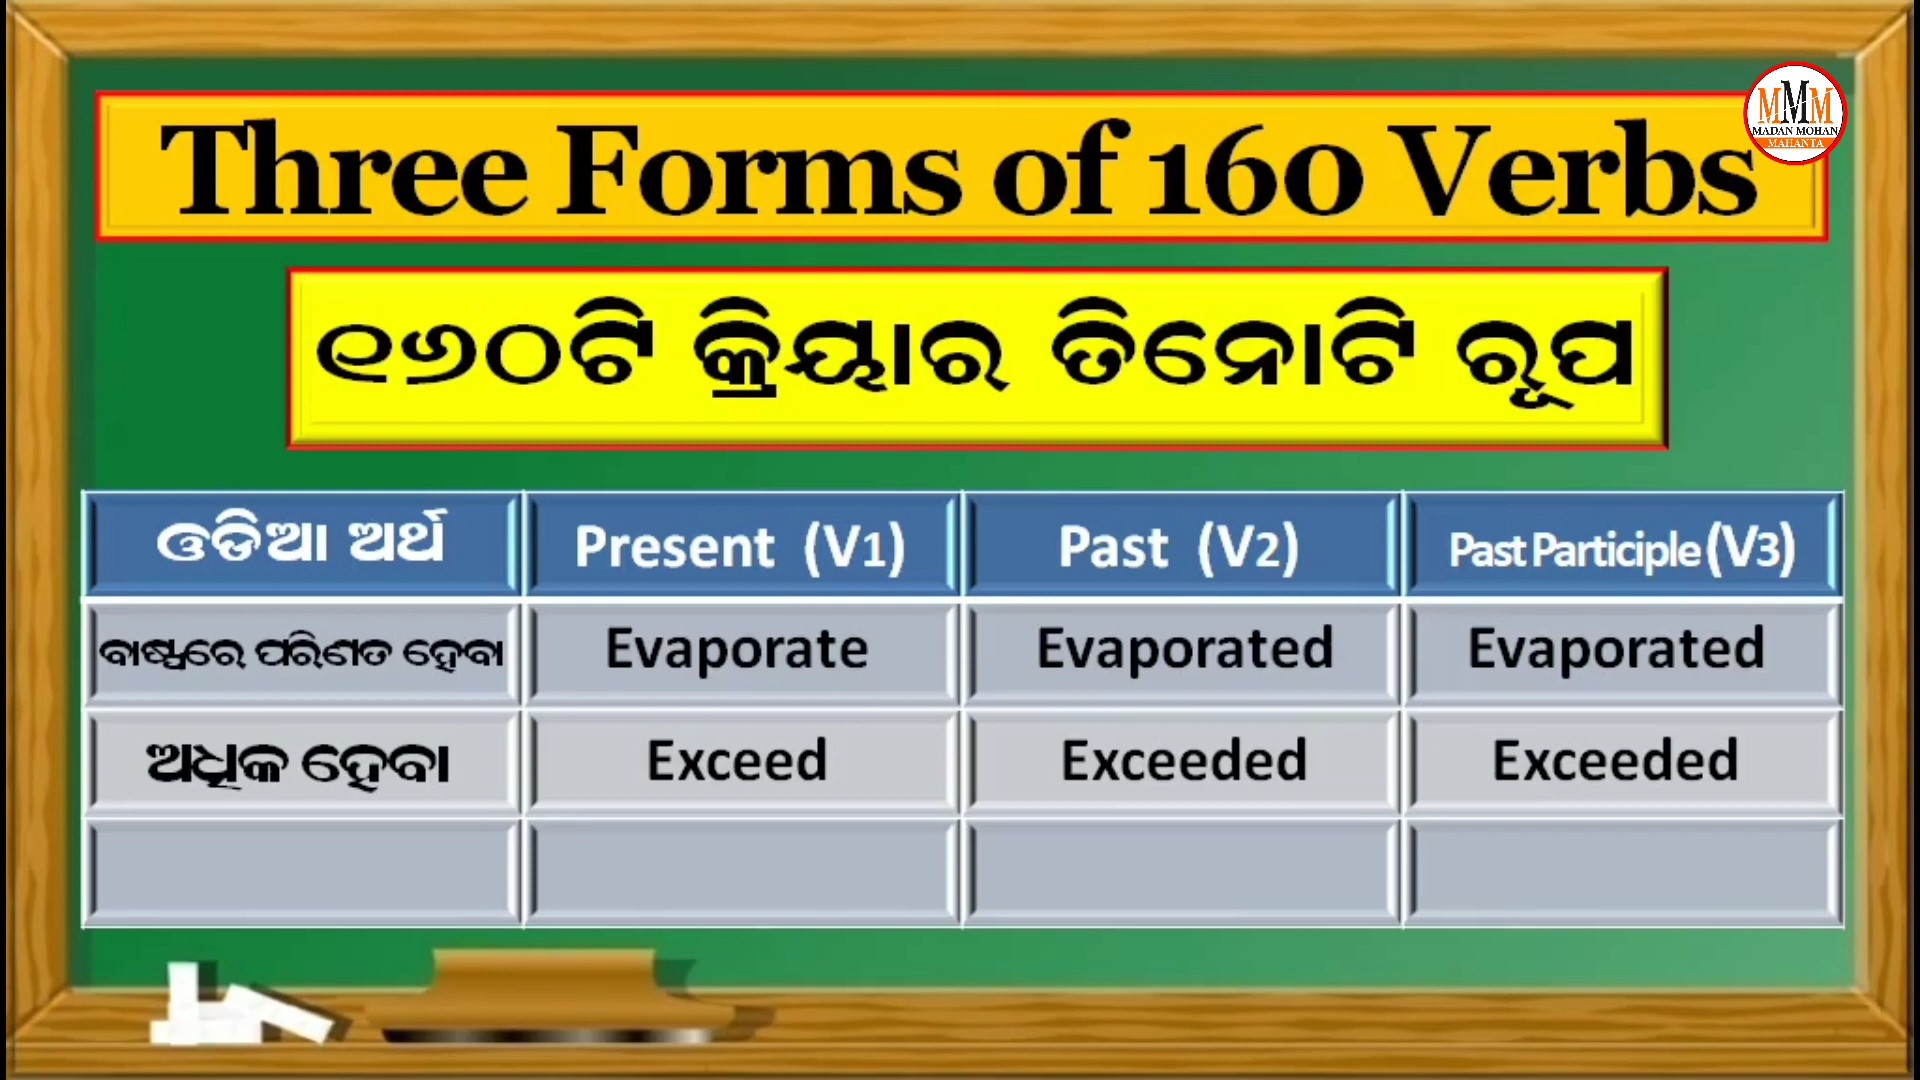 Three Forms of 160 Verbs
MMM
MADAN MOHAN
MAHANTA
୧୬୦ଟି କ୍ରିୟାର ତିନୋଟି ରୂପ
ଓଡିଆ ଅର୍ଥ Present (V1) Past (V2) Past Participle (V3)
ବାଷ୍ପରେ ପରିଣତ ହେବା Evaporate Evaporated Evaporated
ଅଧିକ ହେବା Exceed Exceeded Exceeded